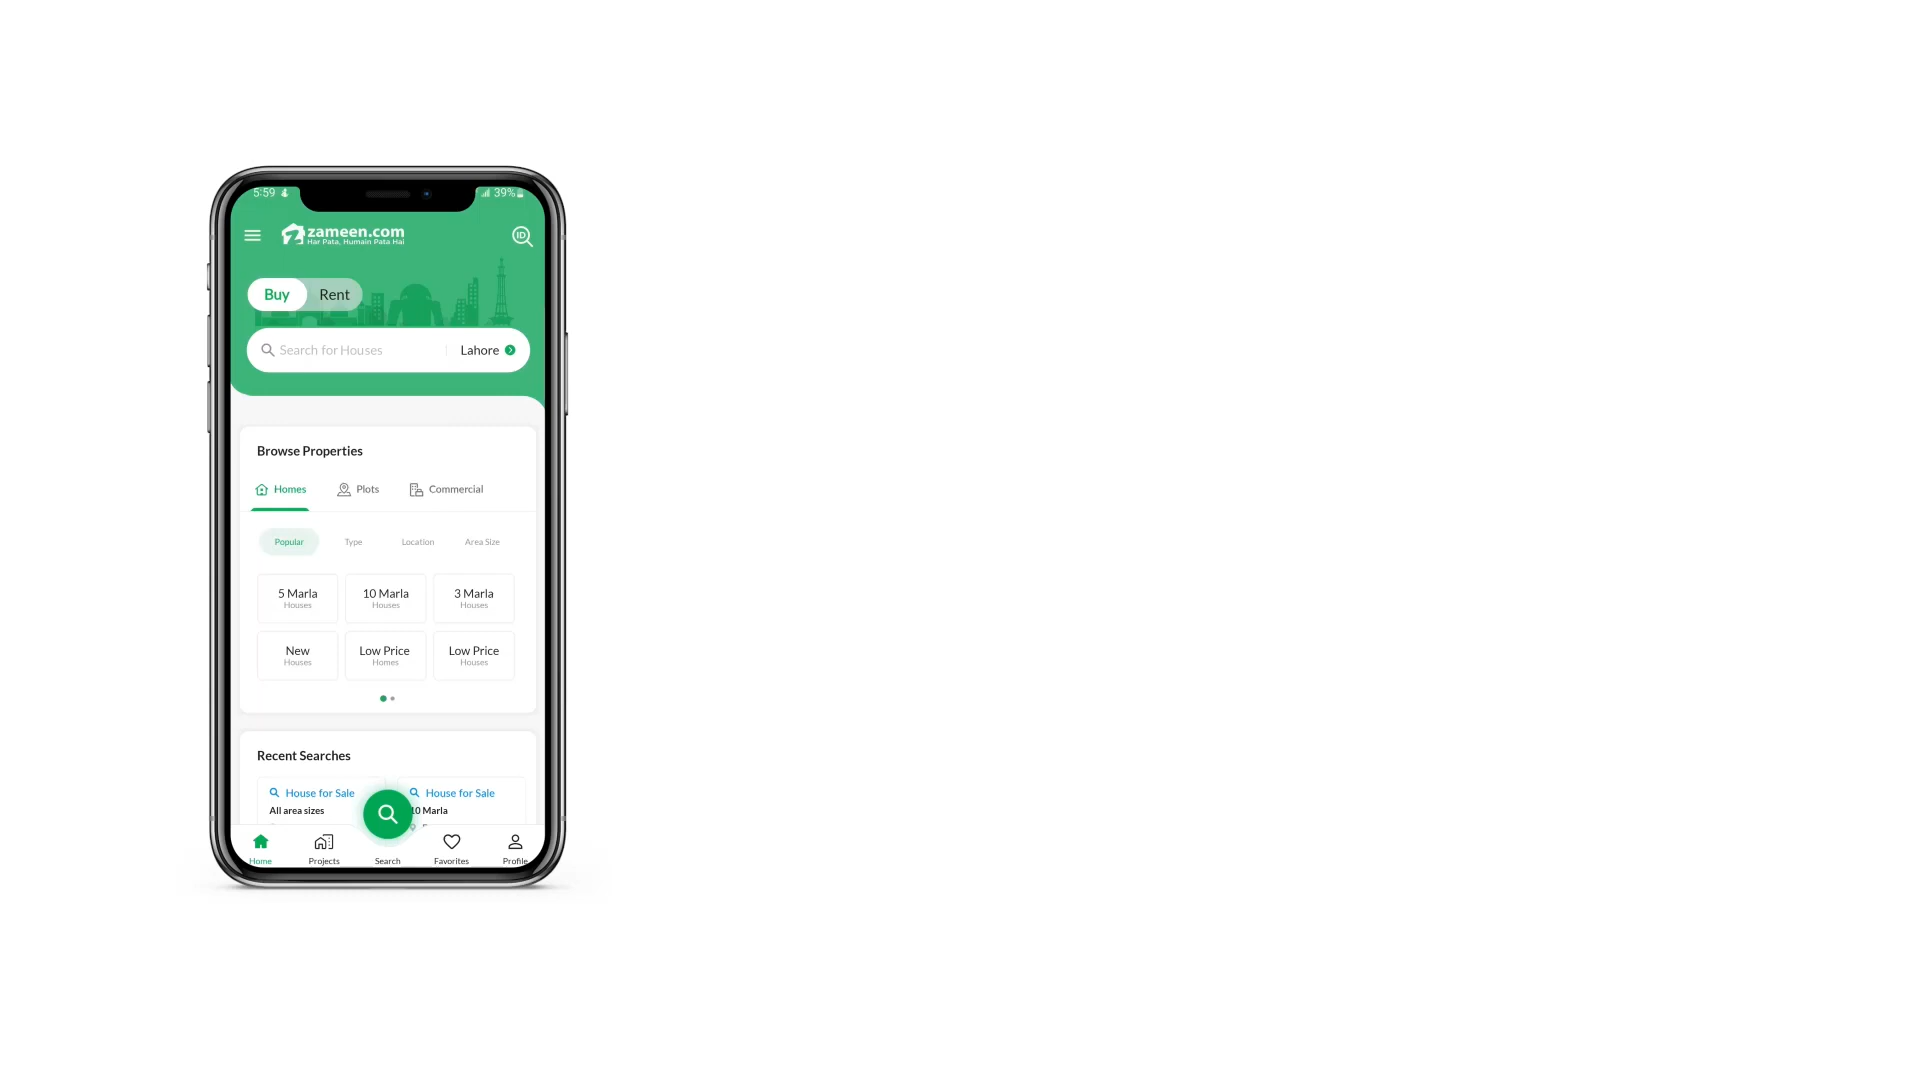 5:59
39%
zameen.com
Har Pata, Humain Pata Hai
ID
Buy
Rent
Search for Houses
Lahore
Browse Properties
Homes
Plots
Commercial
Popular
Type
Location
Area Size
5 Marla
Houses
10 Marla
Houses
3 Marla
Houses
New
Houses
Low Price
Homes
Low Price
Houses
Recent Searches
House for Sale
All area sizes
House for Sale
10 Marla
Home
Projects
Search
Favorites
Profile